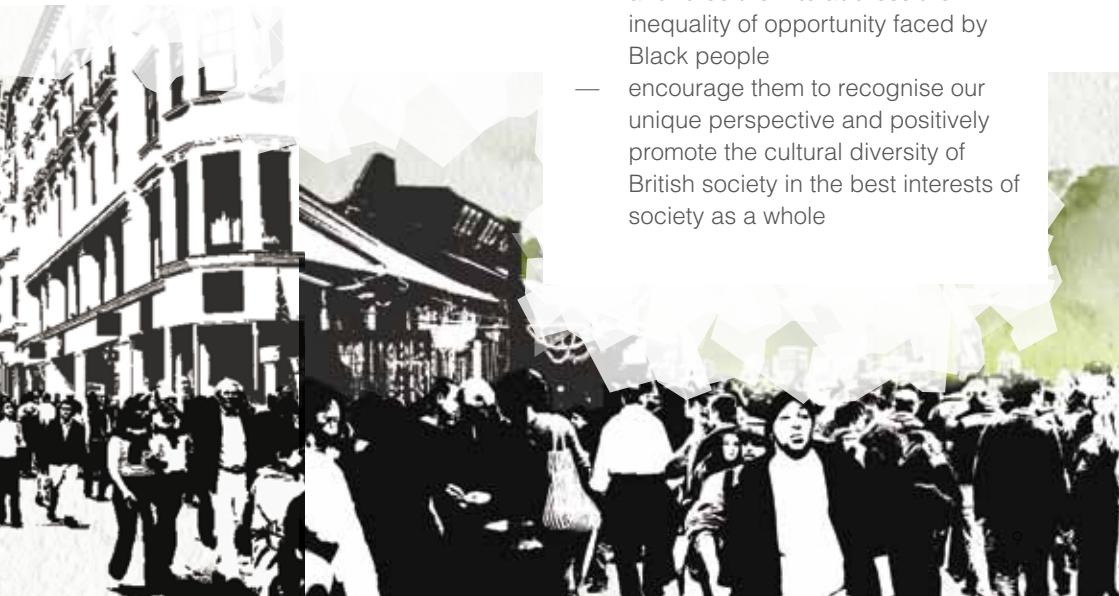 inequality of opportunity faced by
Black people
— encourage them to recognise our
unique perspective and positively
promote the cultural diversity of
British society in the best interests of
society as a whole